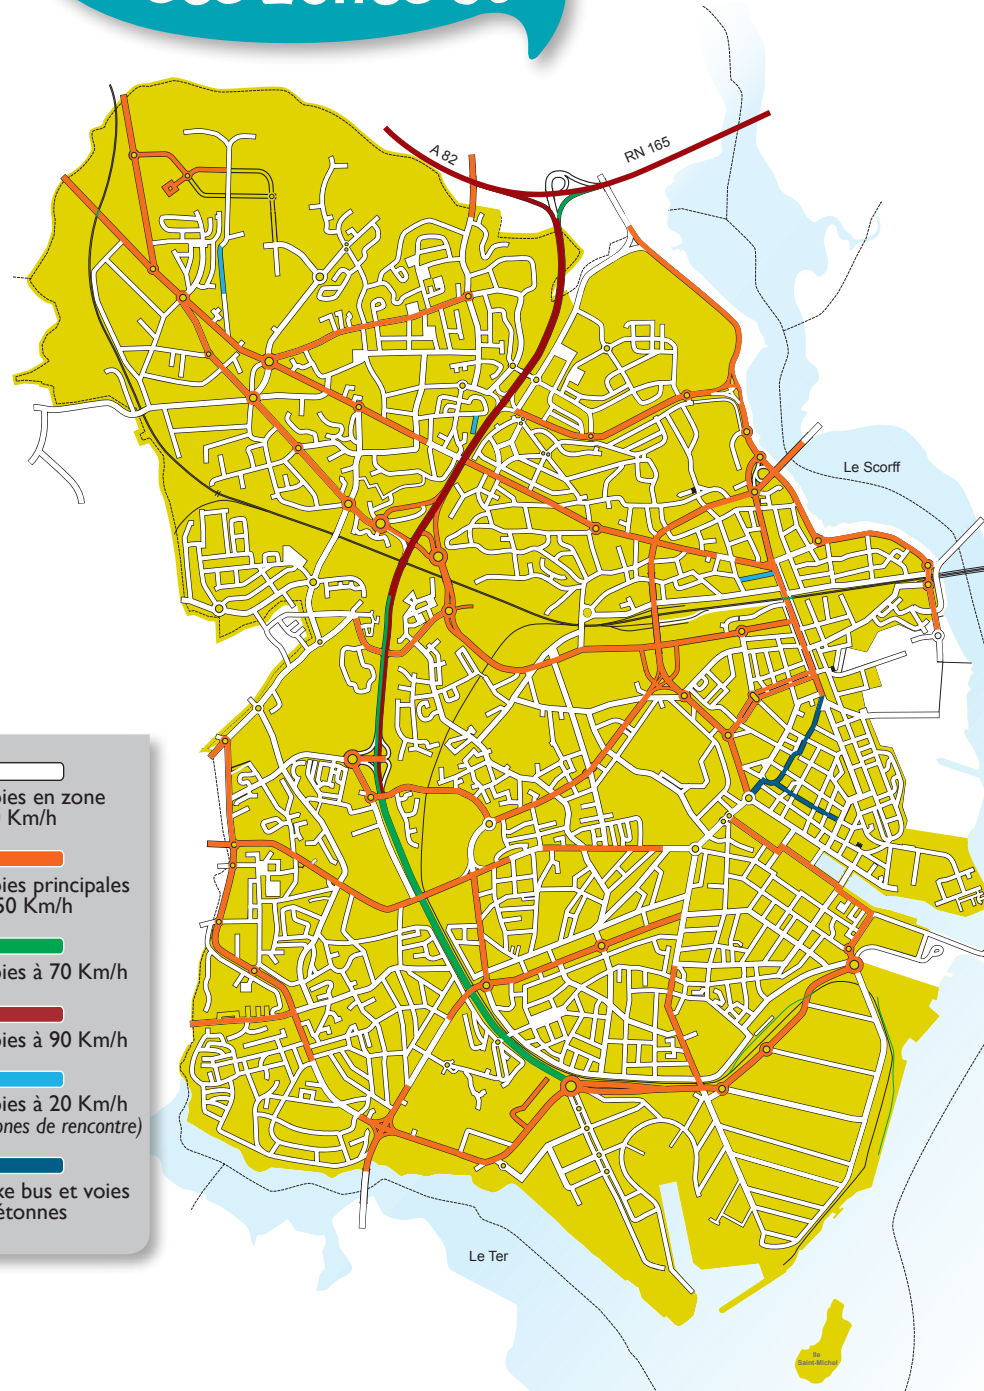 A 82
RN 165
Le Scorff
oies en zone
Km/h
oies principales
50 Km/h
oies à 70 Km/h
oies à 90 Km/h
oies à 20 Km/h
ones de rencontre)
xe bus et voies
étonnes
Le Ter
Ile
Saint-Michel